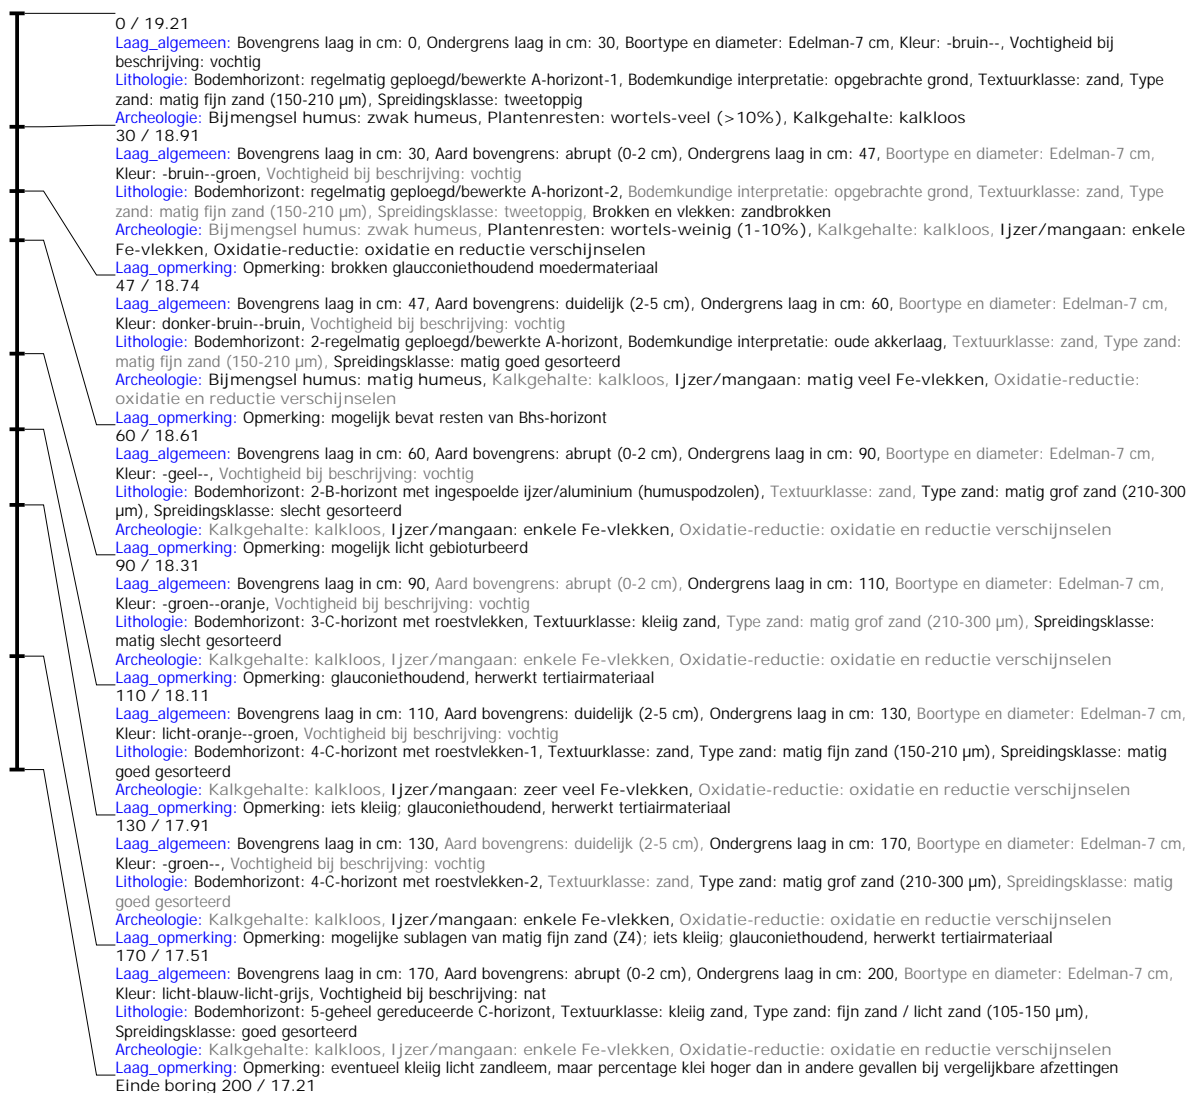 0 / 19.21
Laag_algemeen: Bovengrens laag in cm: 0, Ondergrens laag in cm: 30, Boortype en diameter: Edelman-7 cm, Kleur: -bruin--, Vochtigheid bij
beschrijving: vochtig
Lithologie: Bodemhorizont: regelmatig geploegd/bewerkte A-horizont-1, Bodemkundige interpretatie: opgebrachte grond, Textuurklasse: zand, Type
zand: matig fijn zand (150-210 µm), Spreidingsklasse: tweetoppig
Archeologie: Bijmengsel humus: zwak humeus, Plantenresten: wortels-veel (>10%), Kalkgehalte: kalkloos
30 / 18.91
Laag_algemeen: Bovengrens laag in cm: 30, Aard bovengrens: abrupt (0-2 cm), Ondergrens laag in cm: 47, Boortype en diameter: Edelman-7 cm,
Kleur: -bruin--groen, Vochtigheid bij beschrijving: vochtig
Lithologie: Bodemhorizont: regelmatig geploegd/bewerkte A-horizont-2, Bodemkundige interpretatie: opgebrachte grond, Textuurklasse: zand, Type
zand: matig fijn zand (150-210 µm), Spreidingsklasse: tweetoppig, Brokken en vlekken: zandbrokken
Archeologie: Bijmengsel humus: zwak humeus, Plantenresten: wortels-weinig (1-10%), Kalkgehalte: kalkloos, Ijzer/mangaan: enkele
Fe-vlekken, Oxidatie-reductie: oxidatie en reductie verschijnselen
Laag_opmerking: Opmerking: brokken glaucconiethoudend moedermateriaal
47 / 18.74
Laag_algemeen: Bovengrens laag in cm: 47, Aard bovengrens: duidelijk (2-5 cm), Ondergrens laag in cm: 60, Boortype en diameter: Edelman-7 cm,
Kleur: donker-bruin--bruin, Vochtigheid bij beschrijving: vochtig
Lithologie: Bodemhorizont: 2-regelmatig geploegd/bewerkte A-horizont, Bodemkundige interpretatie: oude akkerlaag, Textuurklasse: zand, Type zand:
matig fijn zand (150-210 µm), Spreidingsklasse: matig goed gesorteerd
Archeologie: Bijmengsel humus: matig humeus, Kalkgehalte: kalkloos, Ijzer/mangaan: matig veel Fe-vlekken, Oxidatie-reductie:
oxidatie en reductie verschijnselen
Laag_opmerking: Opmerking: mogelijk bevat resten van Bhs-horizont
60 / 18.61
Laag_algemeen: Bovengrens laag in cm: 60, Aard bovengrens: abrupt (0-2 cm), Ondergrens laag in cm: 90, Boortype en diameter: Edelman-7 cm,
Kleur: -geel--, Vochtigheid bij beschrijving: vochtig
Lithologie: Bodemhorizont: 2-B-horizont met ingespoelde ijzer/aluminium (humuspodzolen), Textuurklasse: zand, Type zand: matig grof zand (210-300
µm), Spreidingsklasse: slecht gesorteerd
Archeologie: Kalkgehalte: kalkloos, Ijzer/mangaan: enkele Fe-vlekken, Oxidatie-reductie: oxidatie en reductie verschijnselen
Laag_opmerking: Opmerking: mogelijk licht gebioturbeerd
90 / 18.31
Laag_algemeen: Bovengrens laag in cm: 90, Aard bovengrens: abrupt (0-2 cm), Ondergrens laag in cm: 110, Boortype en diameter: Edelman-7 cm,
Kleur: -groen--oranje, Vochtigheid bij beschrijving: vochtig
Lithologie: Bodemhorizont: 3-C-horizont met roestvlekken, Textuurklasse: kleiig zand, Type zand: matig grof zand (210-300 µm), Spreidingsklasse:
matig slecht gesorteerd
Archeologie: Kalkgehalte: kalkloos, Ijzer/mangaan: enkele Fe-vlekken, Oxidatie-reductie: oxidatie en reductie verschijnselen
Laag_opmerking: Opmerking: glauconiethoudend, herwerkt tertiairmateriaal
110 / 18.11
Laag_algemeen: Bovengrens laag in cm: 110, Aard bovengrens: duidelijk (2-5 cm), Ondergrens laag in cm: 130, Boortype en diameter: Edelman-7 cm,
Kleur: licht-oranje--groen, Vochtigheid bij beschrijving: vochtig
Lithologie: Bodemhorizont: 4-C-horizont met roestvlekken-1, Textuurklasse: zand, Type zand: matig fijn zand (150-210 µm), Spreidingsklasse: matig
goed gesorteerd
Archeologie: Kalkgehalte: kalkloos, Ijzer/mangaan: zeer veel Fe-vlekken, Oxidatie-reductie: oxidatie en reductie verschijnselen
Laag_opmerking: Opmerking: iets kleiig; glauconiethoudend, herwerkt tertiairmateriaal
130 / 17.91
Laag_algemeen: Bovengrens laag in cm: 130, Aard bovengrens: duidelijk (2-5 cm), Ondergrens laag in cm: 170, Boortype en diameter: Edelman-7 cm,
Kleur: -groen--, Vochtigheid bij beschrijving: vochtig
Lithologie: Bodemhorizont: 4-C-horizont met roestvlekken-2, Textuurklasse: zand, Type zand: matig grof zand (210-300 µm), Spreidingsklasse: matig
goed gesorteerd
Archeologie: Kalkgehalte: kalkloos, Ijzer/mangaan: enkele Fe-vlekken, Oxidatie-reductie: oxidatie en reductie verschijnselen
Laag_opmerking: Opmerking: mogelijke sublagen van matig fijn zand (Z4); iets kleiig; glauconiethoudend, herwerkt tertiairmateriaal
170 / 17.51
Laag_algemeen: Bovengrens laag in cm: 170, Aard bovengrens: abrupt (0-2 cm), Ondergrens laag in cm: 200, Boortype en diameter: Edelman-7 cm,
Kleur: licht-blauw-licht-grijs, Vochtigheid bij beschrijving: nat
Lithologie: Bodemhorizont: 5-geheel gereduceerde C-horizont, Textuurklasse: kleiig zand, Type zand: fijn zand / licht zand (105-150 µm),
Spreidingsklasse: goed gesorteerd
Archeologie: Kalkgehalte: kalkloos, Ijzer/mangaan: enkele Fe-vlekken, Oxidatie-reductie: oxidatie en reductie verschijnselen
Laag_opmerking: Opmerking: eventueel kleiig licht zandleem, maar percentage klei hoger dan in andere gevallen bij vergelijkbare afzettingen
Einde boring 200 / 17.21